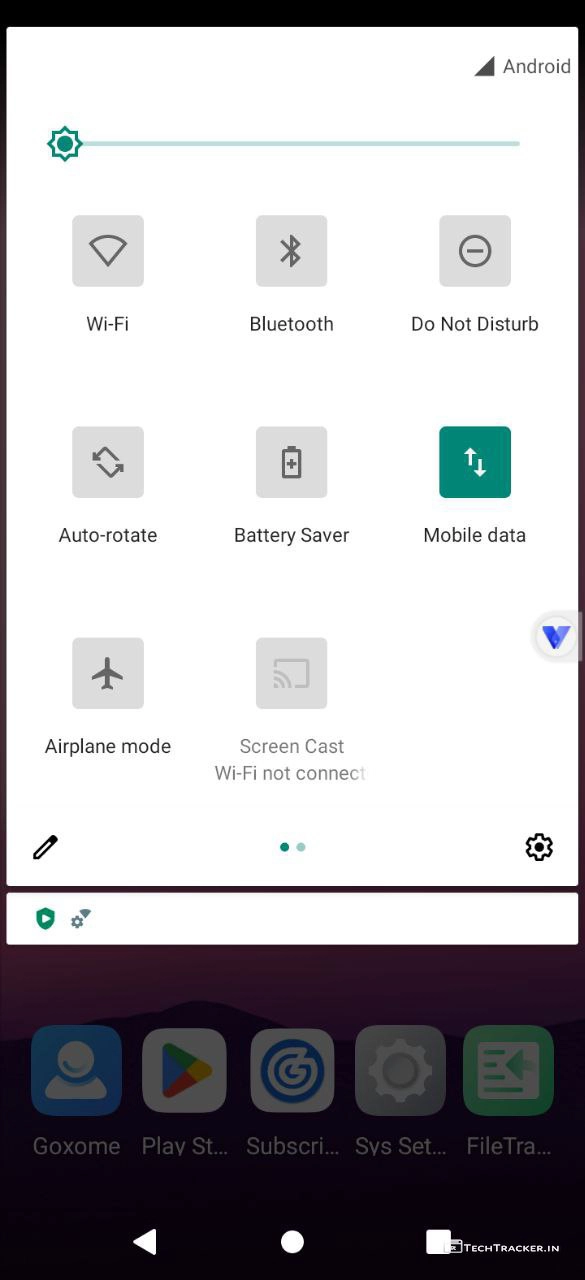 Android
Wi-Fi
Bluetooth
Do Not Disturb
Auto-rotate
Battery Saver
Mobile data
Airplane mode
Screen Cast
Wi-Fi not connect
Goxome
Play St...
Subscri...
Sys Set...
FileTra...
TECHTRACKER.IN